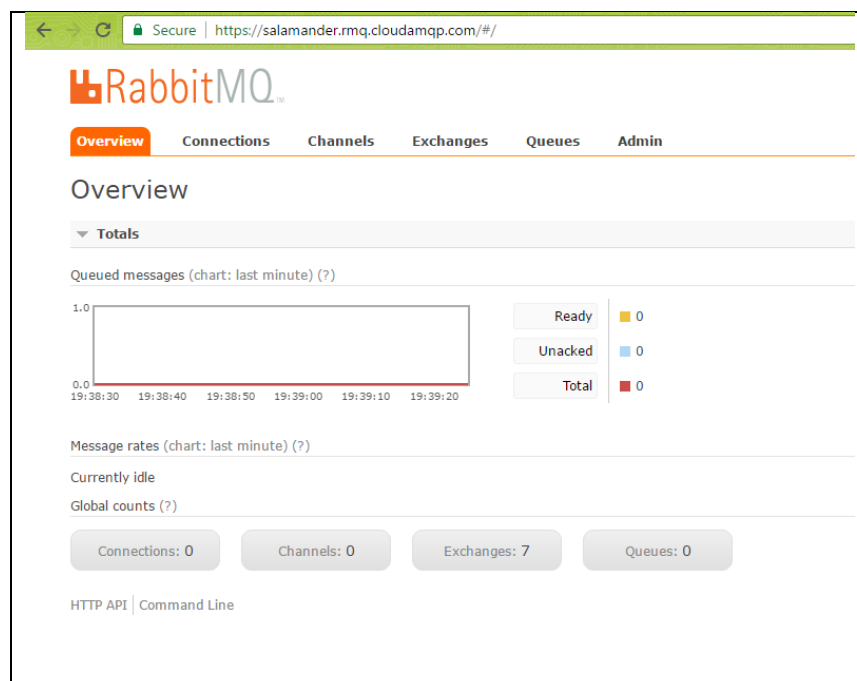 Secure | https://salamander.rmq.cloudamqp.com/#/
RabbitMQ™
Overview Connections Channels Exchanges Queues Admin
Overview
Totals
Queued messages (chart: last minute) (?)
1.0
0.0
19:38:30 19:38:40 19:38:50 19:39:00 19:39:10 19:39:20
Ready 0
Unacked 0
Total 0
Message rates (chart: last minute) (?)
Currently idle
Global counts (?)
Connections: 0 Channels: 0 Exchanges: 7 Queues: 0
HTTP API | Command Line